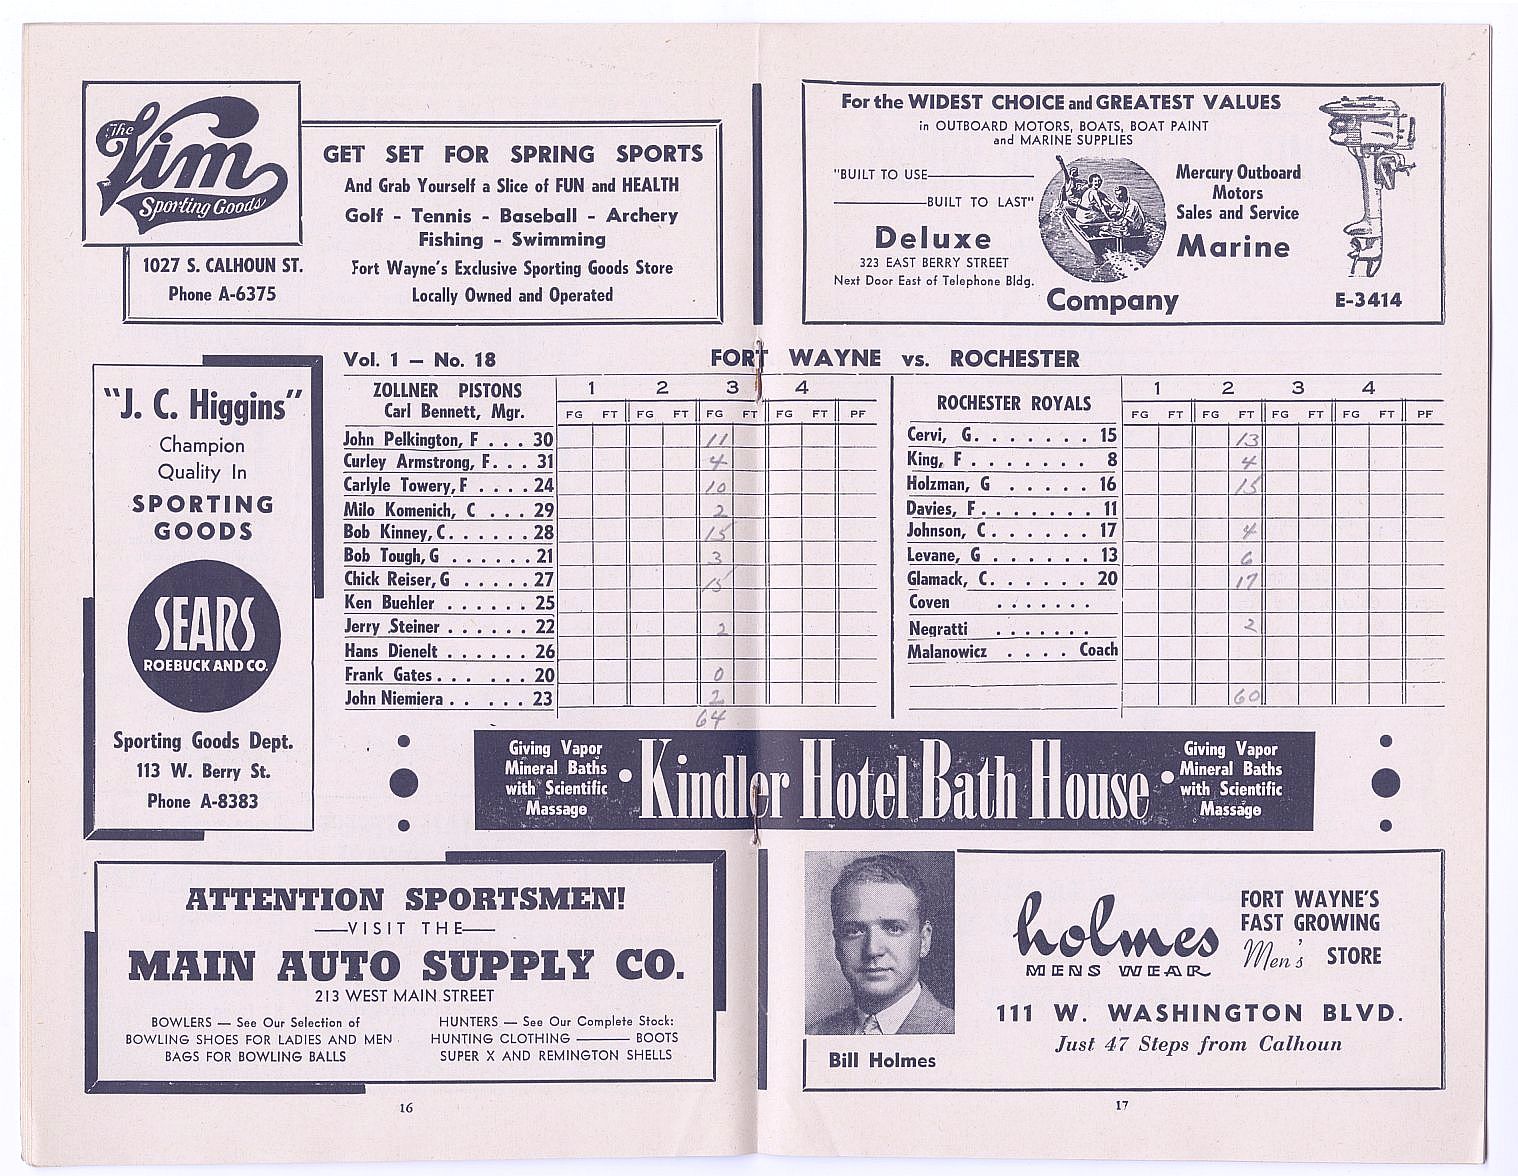 The
Vim
Sporting Goods
1027 S. CALHOUN ST.
Phone A-6375
GET SET FOR SPRING SPORTS
And Grab Yourself a Slice of FUN and HEALTH
Golf - Tennis - Baseball - Archery
Fishing - Swimming
Fort Wayne's Exclusive Sporting Goods Store
Locally Owned and Operated
For the WIDEST CHOICE and GREATEST VALUES
in OUTBOARD MOTORS, BOATS, BOAT PAINT
and MARINE SUPPLIES
"BUILT TO USE
BUILT TO LAST"
Deluxe
323 EAST BERRY STREET
Next Door East of Telephone Bldg.
Mercury Outboard
Motors
Sales and Service
Marine
Company
E-3414
"J. C. Higgins"
Champion
Quality In
SPORTING
GOODS
SEARS
ROEBUCK AND CO.
Sporting Goods Dept.
113 W. Berry St.
Phone A-8383
Vol. 1 — No. 18 FORT WAYNE vs. ROCHESTER
ZOLLNER PISTONS 1 2 3 4
Carl Bennett, Mgr. FG FT FG FT FG FT FG FT PF
John Pelkington, F . . . 30 11
Curley Armstrong, F. . . 31 4
Carlyle Towery, F . . . . 24 10
Milo Komenich, C . . . 29 2
Bob Kinney, C. . . . . . 28 15
Bob Tough, G . . . . . . 21 3
Chick Reiser, G . . . . . 27 15
Ken Buehler . . . . . . 25
Jerry Steiner . . . . . . 22 2
Hans Dienelt . . . . . . 26
Frank Gates . . . . . . 20 0
John Niemiera . . . . . 23 2
64
ROCHESTER ROYALS 1 2 3 4
FG FT FG FT FG FT FG FT PF
Cervi, G. . . . . . . 15 13
King, F . . . . . . . 8 4
Holzman, G . . . . . 16 15
Davies, F. . . . . . . 11
Johnson, C. . . . . . 17 4
Levane, G . . . . . . 13 6
Glamack, C. . . . . . 20 17
Coven . . . . . . .
Negratti . . . . . . . 2
Malanowicz . . . . Coach
60
Giving Vapor
Mineral Baths
with Scientific
Massage
Kindler Hotel Bath House
Giving Vapor
Mineral Baths
with Scientific
Massage
ATTENTION SPORTSMEN!
VISIT THE
MAIN AUTO SUPPLY CO.
213 WEST MAIN STREET
BOWLERS — See Our Selection of
BOWLING SHOES FOR LADIES AND MEN
BAGS FOR BOWLING BALLS
HUNTERS — See Our Complete Stock:
HUNTING CLOTHING — BOOTS
SUPER X AND REMINGTON SHELLS
Bill Holmes
holmes
MENS WEAR
FORT WAYNE'S
FAST GROWING
Men's STORE
111 W. WASHINGTON BLVD.
Just 47 Steps from Calhoun
16
17